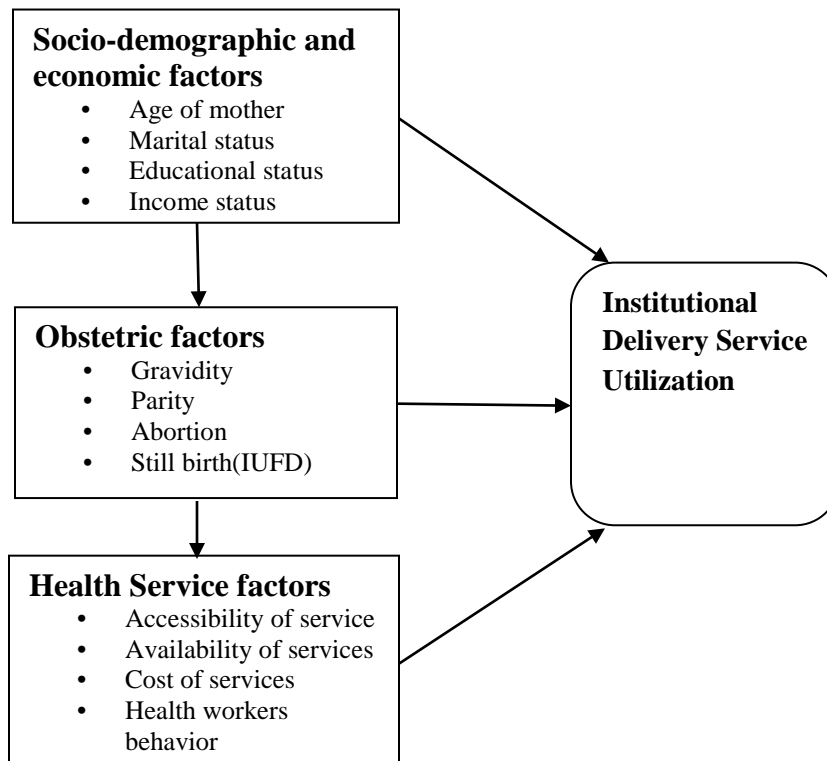 Socio-demographic and
economic factors
• Age of mother
• Marital status
• Educational status
• Income status
Obstetric factors
• Gravidity
• Parity
• Abortion
• Still birth(IUFD)
Health Service factors
• Accessibility of service
• Availability of services
• Cost of services
• Health workers
behavior
Institutional
Delivery Service
Utilization